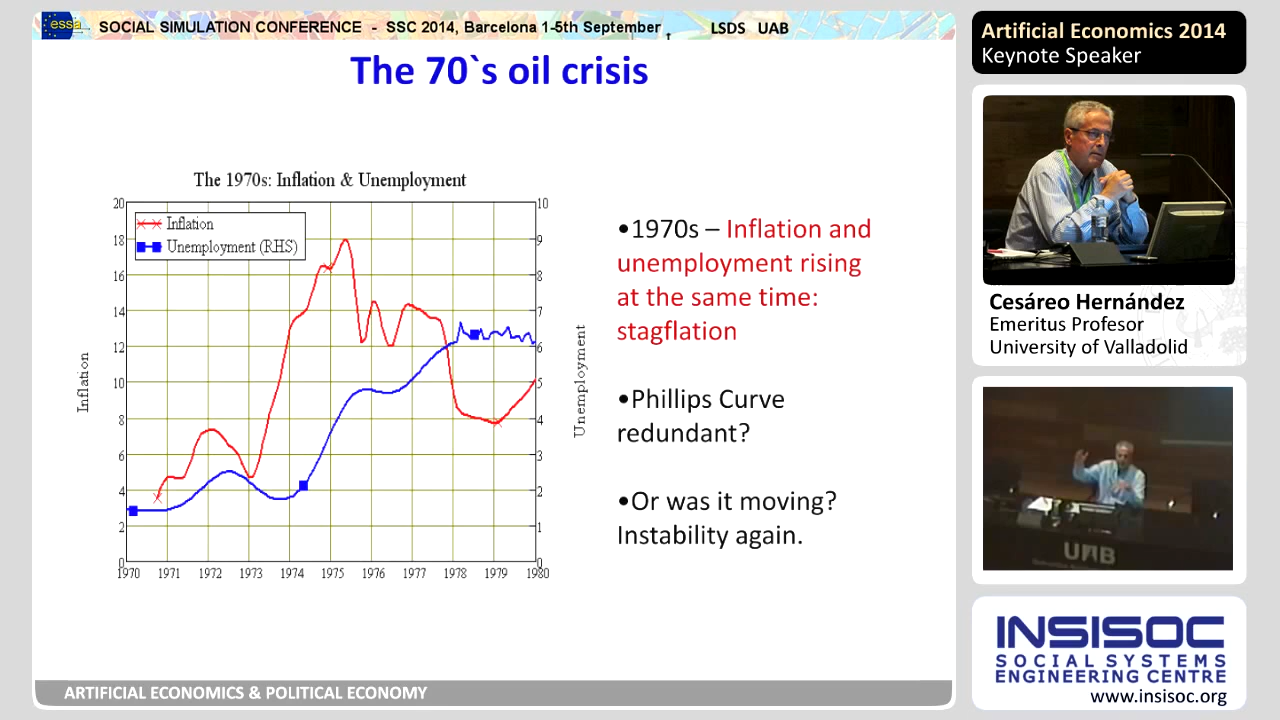 essa
SOCIAL SIMULATION CONFERENCE - SSC 2014, Barcelona 1-5th September , LSDS UAB
The 70`s oil crisis
The 1970s: Inflation & Unemployment
Inflation
Unemployment (RHS)
20
18
16
14
12
10
8
6
4
2
0
10
9
8
7
6
5
4
3
2
1
0
1970 1971 1972 1973 1974 1975 1976 1977 1978 1979 1980
Inflation
Unemployment
•1970s – Inflation and
unemployment rising
at the same time:
stagflation
•Phillips Curve
redundant?
•Or was it moving?
Instability again.
ARTIFICIAL ECONOMICS & POLITICAL ECONOMY
Artificial Economics 2014
Keynote Speaker
Cesáreo Hernández
Emeritus Profesor
University of Valladolid
UAB
INSISOC
SOCIAL SYSTEMS
ENGINEERING CENTRE
www.insisoc.org